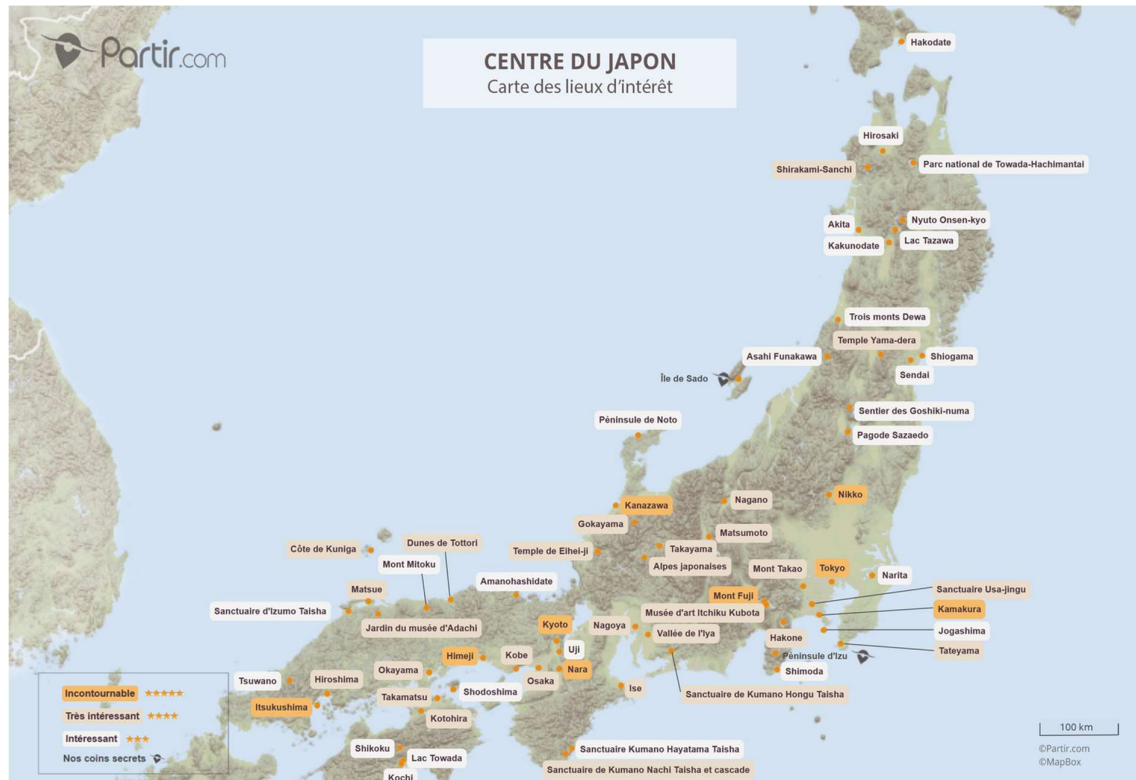 Partir.com
CENTRE DU JAPON
Carte des lieux d'intérêt
Hakodate
Hirosaki
Shirakami-Sanchi
Parc national de Towada-Hachimantai
Nyuto Onsen-kyo
Akita
Lac Tazawa
Kakunodate
Trois monts Dewa
Temple Yama-dera
Asahi Funakawa
Shiogama
Sendai
Île de Sado
Sentier des Goshiki-numa
Péninsule de Noto
Pagode Sazaedo
Nikko
Nagano
Kanazawa
Gokayama
Matsumoto
Dunes de Tottori
Côte de Kuniga
Temple de Eihei-ji
Takayama
Mont Mitoku
Alpes japonaises
Mont Takao
Tokyo
Narita
Amanohashidate
Matsue
Mont Fuji
Sanctuaire Usa-jingu
Sanctuaire d'Izumo Taisha
Musée d'art Itchiku Kubota
Kamakura
Jardin du musée d'Adachi
Kyoto
Nagoya
Vallée de l'Iya
Hakone
Jogashima
Uji
Tateyama
Himeji
Kobe
Péninsule d'Izu
Okayama
Osaka
Nara
Shimoda
Tsuwano
Hiroshima
Shodoshima
Ise
Sanctuaire de Kumano Hongu Taisha
Itsukushima
Takamatsu
Kotohira
Shikoku
Lac Towada
Kochi
Sanctuaire Kumano Hayatama Taisha
Sanctuaire de Kumano Nachi Taisha et cascade
Incontournable ★★★★★
Très intéressant ★★★★
Intéressant ★★★
Nos coins secrets
100 km
©Partir.com
©MapBox